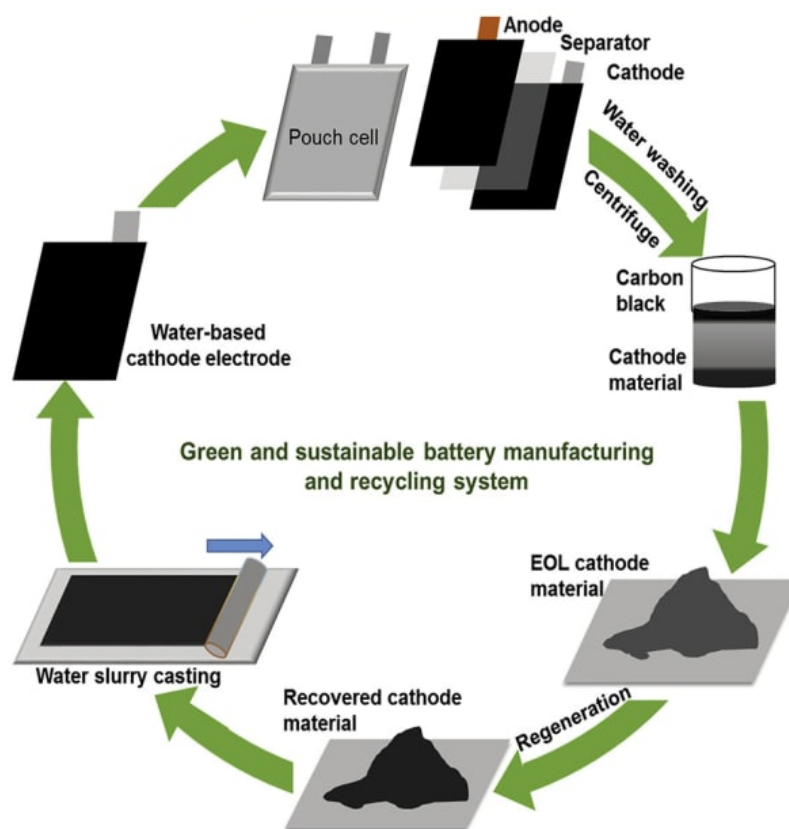 Anode
Separator
Cathode
Pouch cell
Water washing
Centrifuge
Carbon
black
Cathode
material
Water-based
cathode electrode
Green and sustainable battery manufacturing
and recycling system
EOL cathode
material
Water slurry casting
Recovered cathode
material
Regeneration